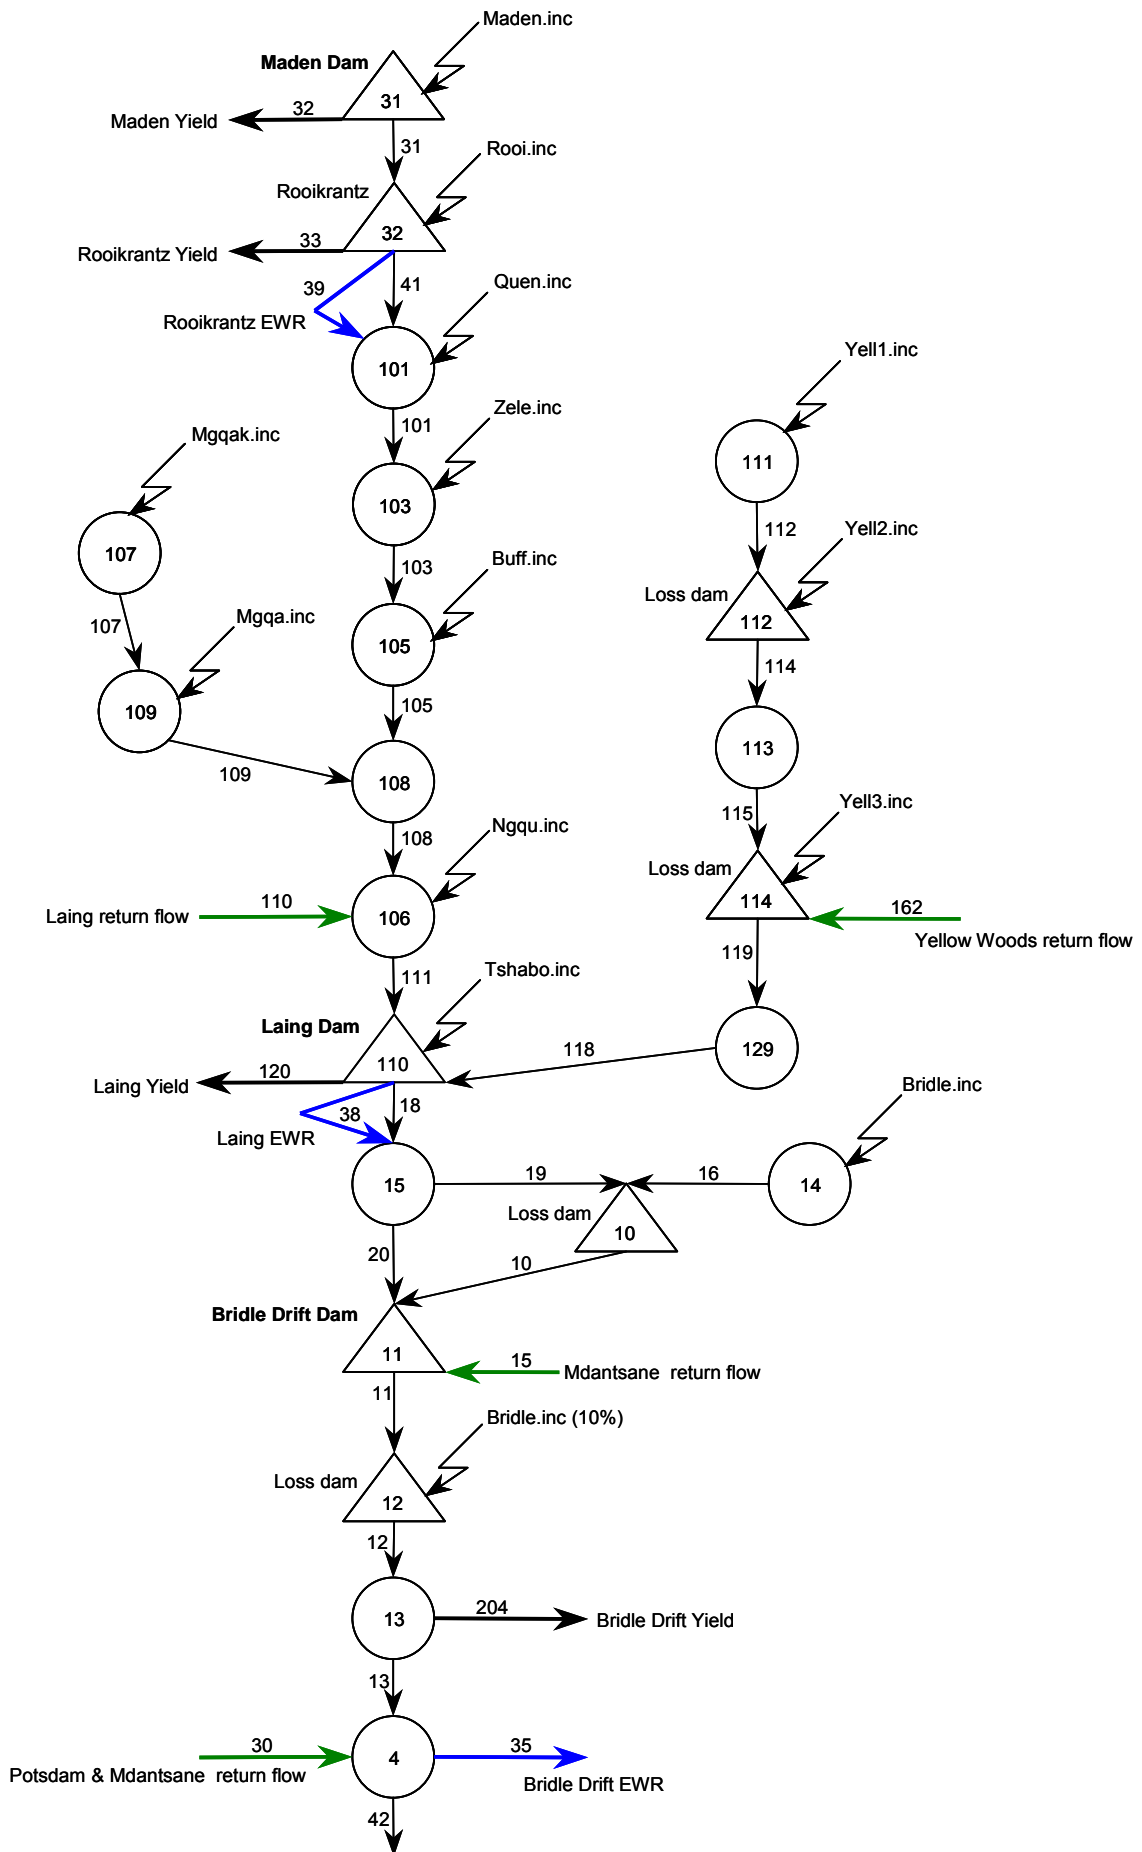 Maden.inc
Maden Dam
31
32
Maden Yield
31
Rooi.inc
Rooikrantz
32
33
Rooikrantz Yield
39
41
Quen.inc
Rooikrantz EWR
101
Yell1.inc
101
Zele.inc
Mgqak.inc
111
103
112
Yell2.inc
107
103
Buff.inc
Loss dam
112
107
Mgqa.inc
105
114
109
105
113
109
108
115
Yell3.inc
108
Ngqu.inc
Loss dam
114
110
Laing return flow
106
162
Yellow Woods return flow
119
111
Tshabo.inc
Laing Dam
110
118
129
120
Laing Yield
Bridle.inc
38
18
Laing EWR
15
19
16
14
Loss dam
10
20
10
Bridle Drift Dam
11
15
Mdantsane  return flow
11
Bridle.inc (10%)
Loss dam
12
12
13
204
Bridle Drift Yield
13
30
4
35
Potsdam & Mdantsane  return flow
Bridle Drift EWR
42